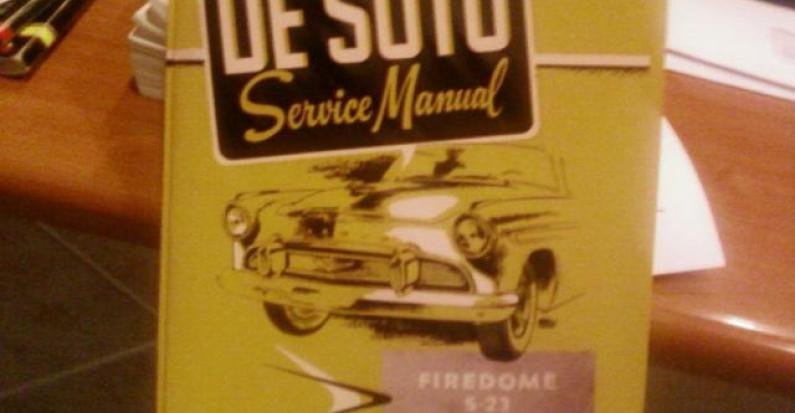 DE SOTO
Service Manual
FIREDOME
S-23